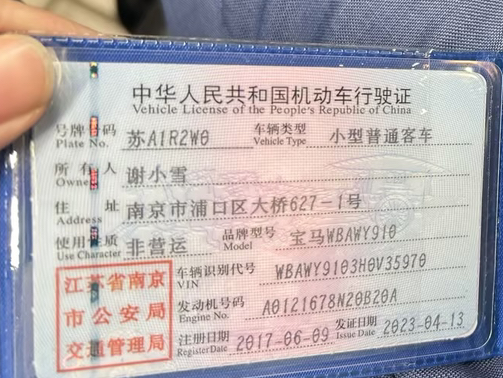 中华人民共和国机动车行驶证
Vehicle License of the People's Republic of China
号牌号码 苏A1R2W0 车辆类型 小型普通客车
Plate No. Vehicle Type
所有人 谢小雪
Owner
住址 南京市浦口区大桥627-1号
Address
使用性质 非营运 品牌型号 宝马WBAWY910
Use Character Model
江苏省南京市公安局交通管理局
车辆识别代号 WBAWY9103H0V35970
VIN
发动机号码 A0121678N20B20A
Engine No.
注册日期 2017-06-09 发证日期 2023-04-13
Register Date Issue Date